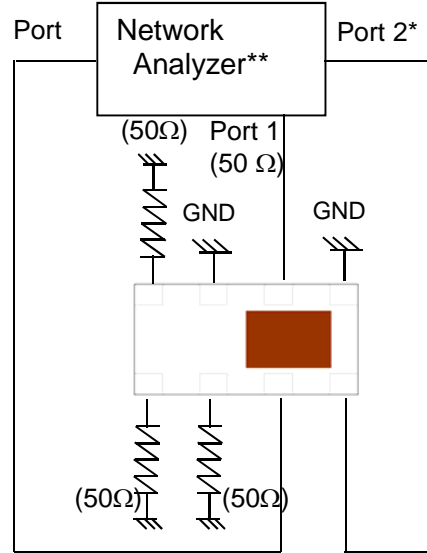 Port
Network
Analyzer**
Port 2*
(50Ω)
Port 1
(50 Ω)
GND
GND
(50Ω)
(50Ω)